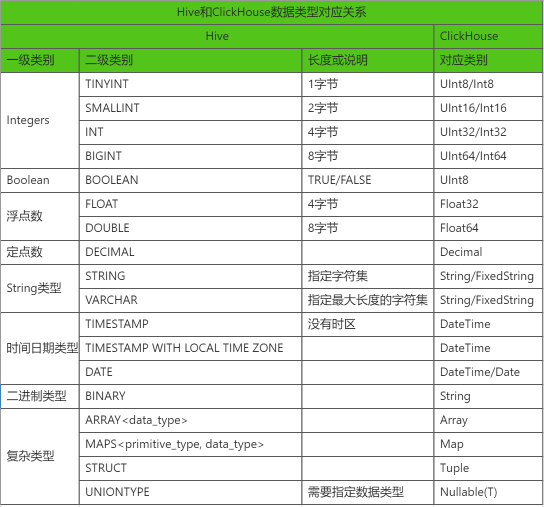 Hive和ClickHouse数据类型对应关系
Hive ClickHouse
一级类别 二级类别 长度或说明 对应类别
Integers TINYINT 1字节 UInt8/Int8
SMALLINT 2字节 UInt16/Int16
INT 4字节 UInt32/Int32
BIGINT 8字节 UInt64/Int64
Boolean BOOLEAN TRUE/FALSE UInt8
浮点数 FLOAT 4字节 Float32
DOUBLE 8字节 Float64
定点数 DECIMAL Decimal
String类型 STRING 指定字符集 String/FixedString
VARCHAR 指定最大长度的字符集 String/FixedString
时间日期类型 TIMESTAMP 没有时区 DateTime
TIMESTAMP WITH LOCAL TIME ZONE DateTime
DATE DateTime/Date
二进制类型 BINARY String
复杂类型 ARRAY<data_type> Array
MAPS<primitive_type, data_type> Map
STRUCT Tuple
UNIONTYPE 需要指定数据类型 Nullable(T)